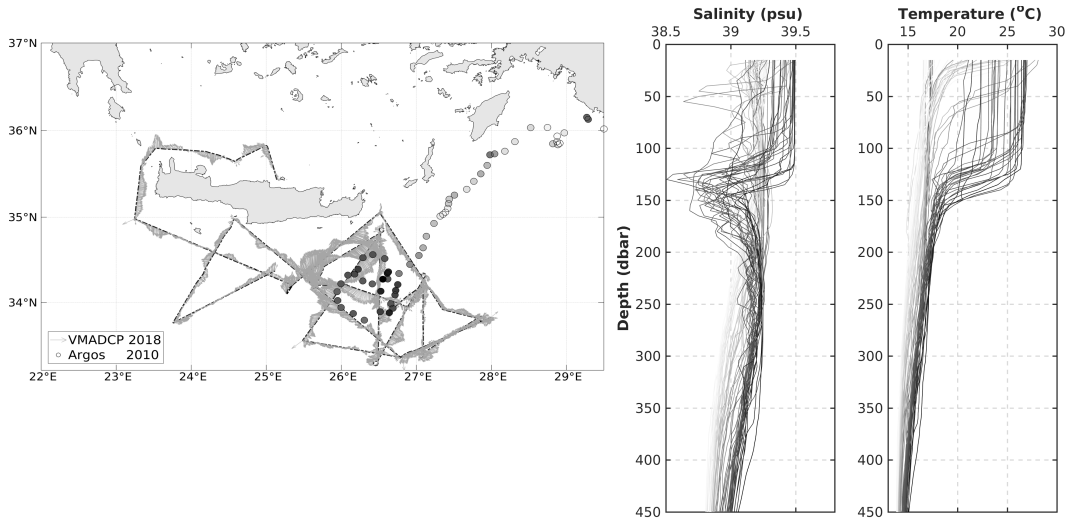 37°N
36°N
35°N
34°N
VMADCP 2018
Argos 2010
22°E 23°E 24°E 25°E 26°E 27°E 28°E 29°E
Salinity (psu)
38.5 39 39.5
Depth (dbar)
0
50
100
150
200
250
300
350
400
450
Temperature (°C)
15 20 25 30
0
50
100
150
200
250
300
350
400
450